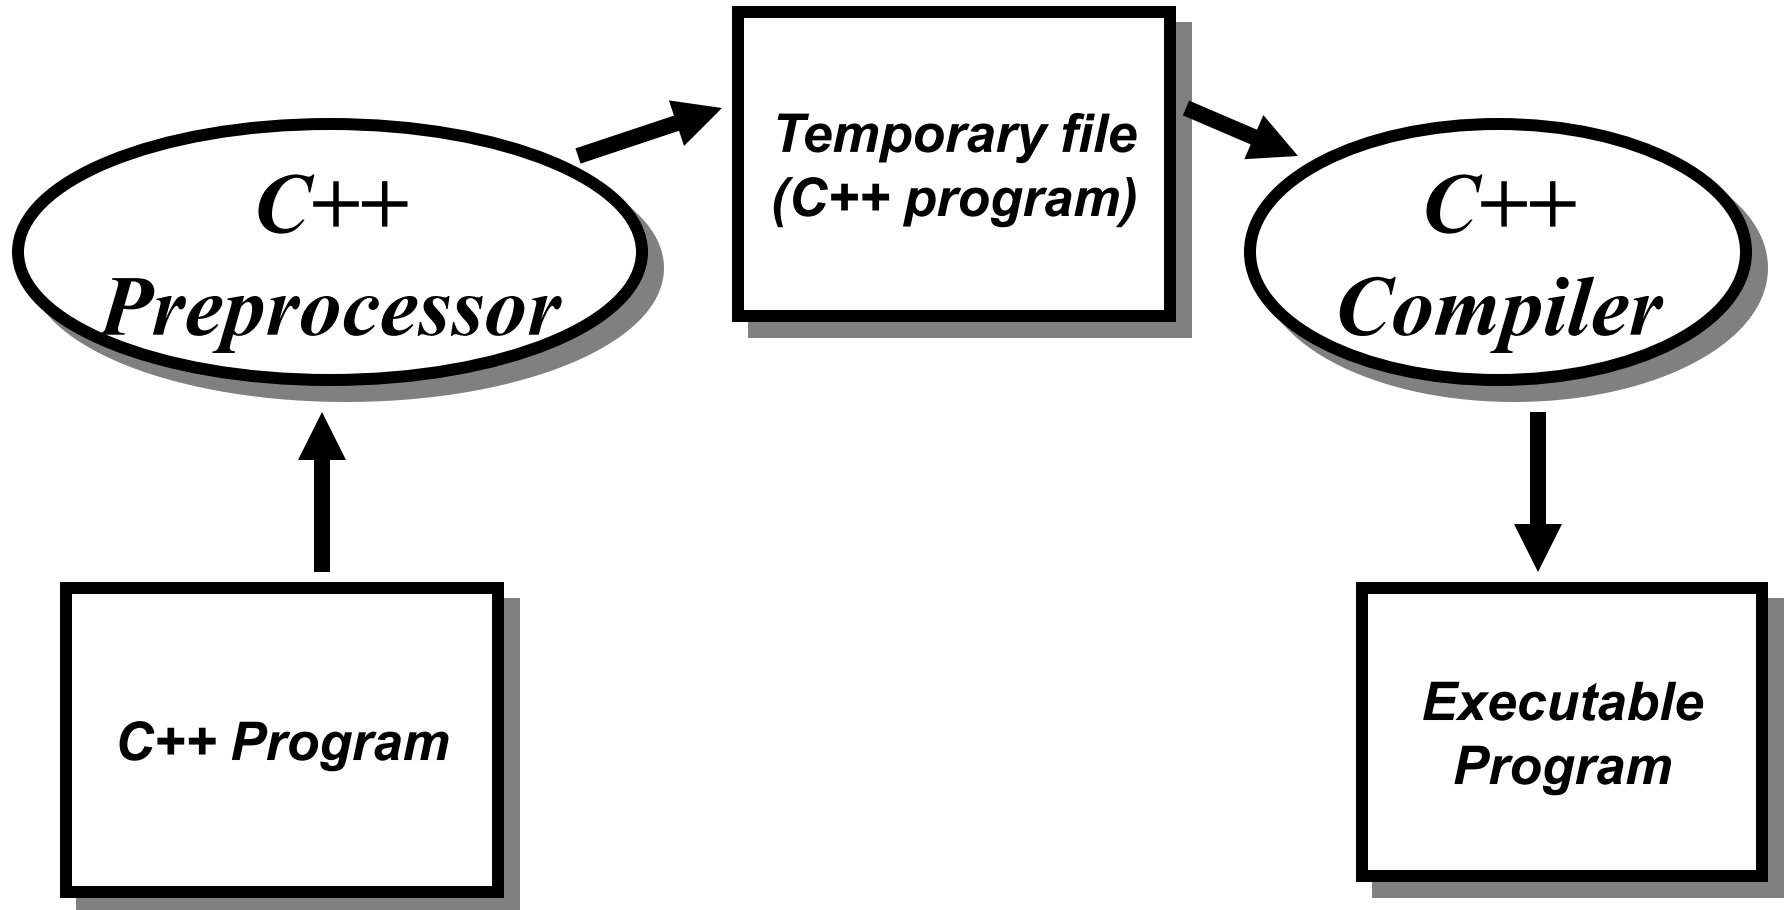 C++
Preprocessor
Temporary file
(C++ program)
C++
Compiler
C++ Program
Executable
Program